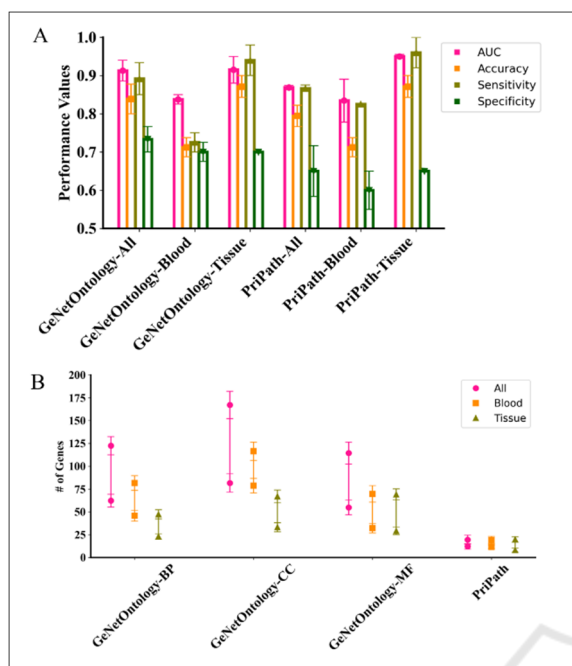 A
Performance Values
1.0
0.9
0.8
0.7
0.6
0.5
AUC
Accuracy
Sensitivity
Specificity
GeNetOntology-All
GeNetOntology-Blood
GeNetOntology-Tissue
PriPath-All
PriPath-Blood
PriPath-Tissue
B
# of Genes
200
175
150
125
100
75
50
25
0
All
Blood
Tissue
GeNetOntology-BP
GeNetOntology-CC
GeNetOntology-MF
PriPath